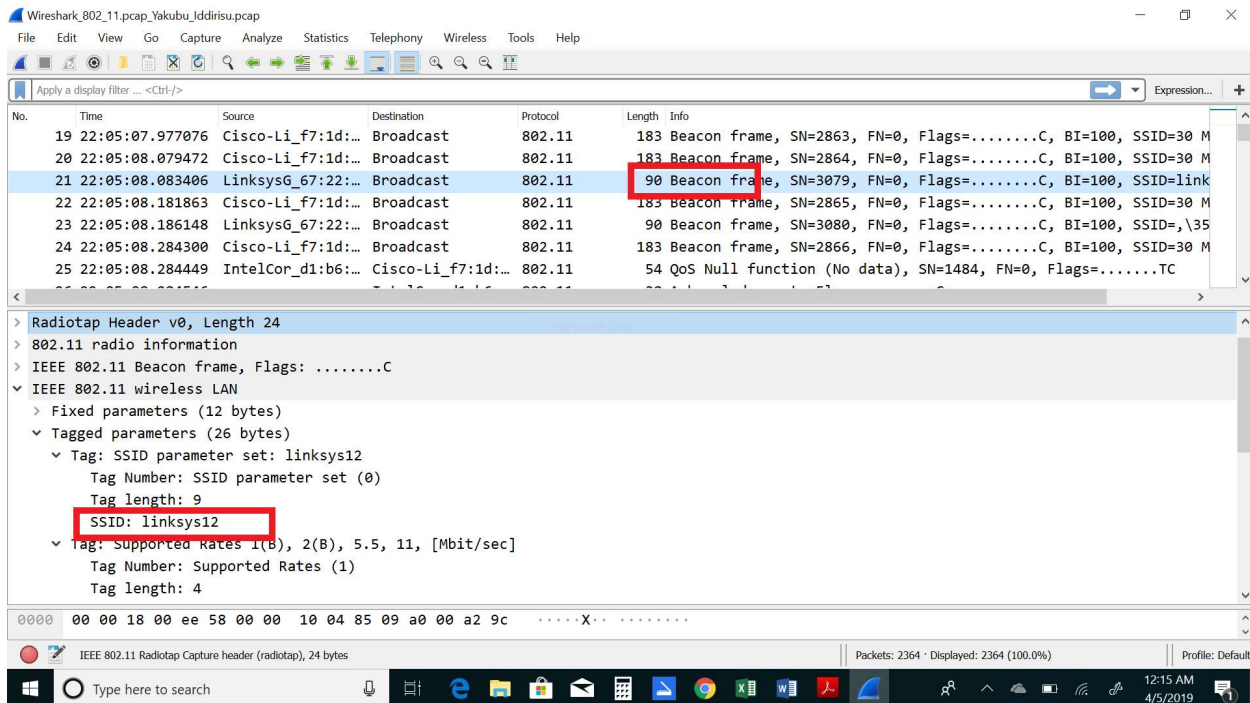 Wireshark_802_11.pcap_Yakubu_Iddirisu.pcap
File Edit View Go Capture Analyze Statistics Telephony Wireless Tools Help
Apply a display filter ... <Ctrl-/> Expression... +
No. Time Source Destination Protocol Length Info
19 22:05:07.977076 Cisco-Li_f7:1d:… Broadcast 802.11 183 Beacon frame, SN=2863, FN=0, Flags=........C, BI=100, SSID=30 M
20 22:05:08.079472 Cisco-Li_f7:1d:… Broadcast 802.11 183 Beacon frame, SN=2864, FN=0, Flags=........C, BI=100, SSID=30 M
21 22:05:08.083406 LinksysG_67:22:… Broadcast 802.11 90 Beacon frame, SN=3079, FN=0, Flags=........C, BI=100, SSID=link
22 22:05:08.181863 Cisco-Li_f7:1d:… Broadcast 802.11 183 Beacon frame, SN=2865, FN=0, Flags=........C, BI=100, SSID=30 M
23 22:05:08.186148 LinksysG_67:22:… Broadcast 802.11 90 Beacon frame, SN=3080, FN=0, Flags=........C, BI=100, SSID=,\35
24 22:05:08.284300 Cisco-Li_f7:1d:… Broadcast 802.11 183 Beacon frame, SN=2866, FN=0, Flags=........C, BI=100, SSID=30 M
25 22:05:08.284449 IntelCor_d1:b6:… Cisco-Li_f7:1d:… 802.11 54 QoS Null function (No data), SN=1484, FN=0, Flags=.......TC
Radiotap Header v0, Length 24
802.11 radio information
IEEE 802.11 Beacon frame, Flags: ........C
IEEE 802.11 wireless LAN
Fixed parameters (12 bytes)
Tagged parameters (26 bytes)
Tag: SSID parameter set: linksys12
Tag Number: SSID parameter set (0)
Tag length: 9
SSID: linksys12
Tag: Supported Rates 1(B), 2(B), 5.5, 11, [Mbit/sec]
Tag Number: Supported Rates (1)
Tag length: 4
0000 00 00 18 00 ee 58 00 00 10 04 85 09 a0 00 a2 9c ·····X·· ········
IEEE 802.11 Radiotap Capture header (radiotap), 24 bytes Packets: 2364 · Displayed: 2364 (100.0%) Profile: Default
Type here to search 12:15 AM
4/5/2019